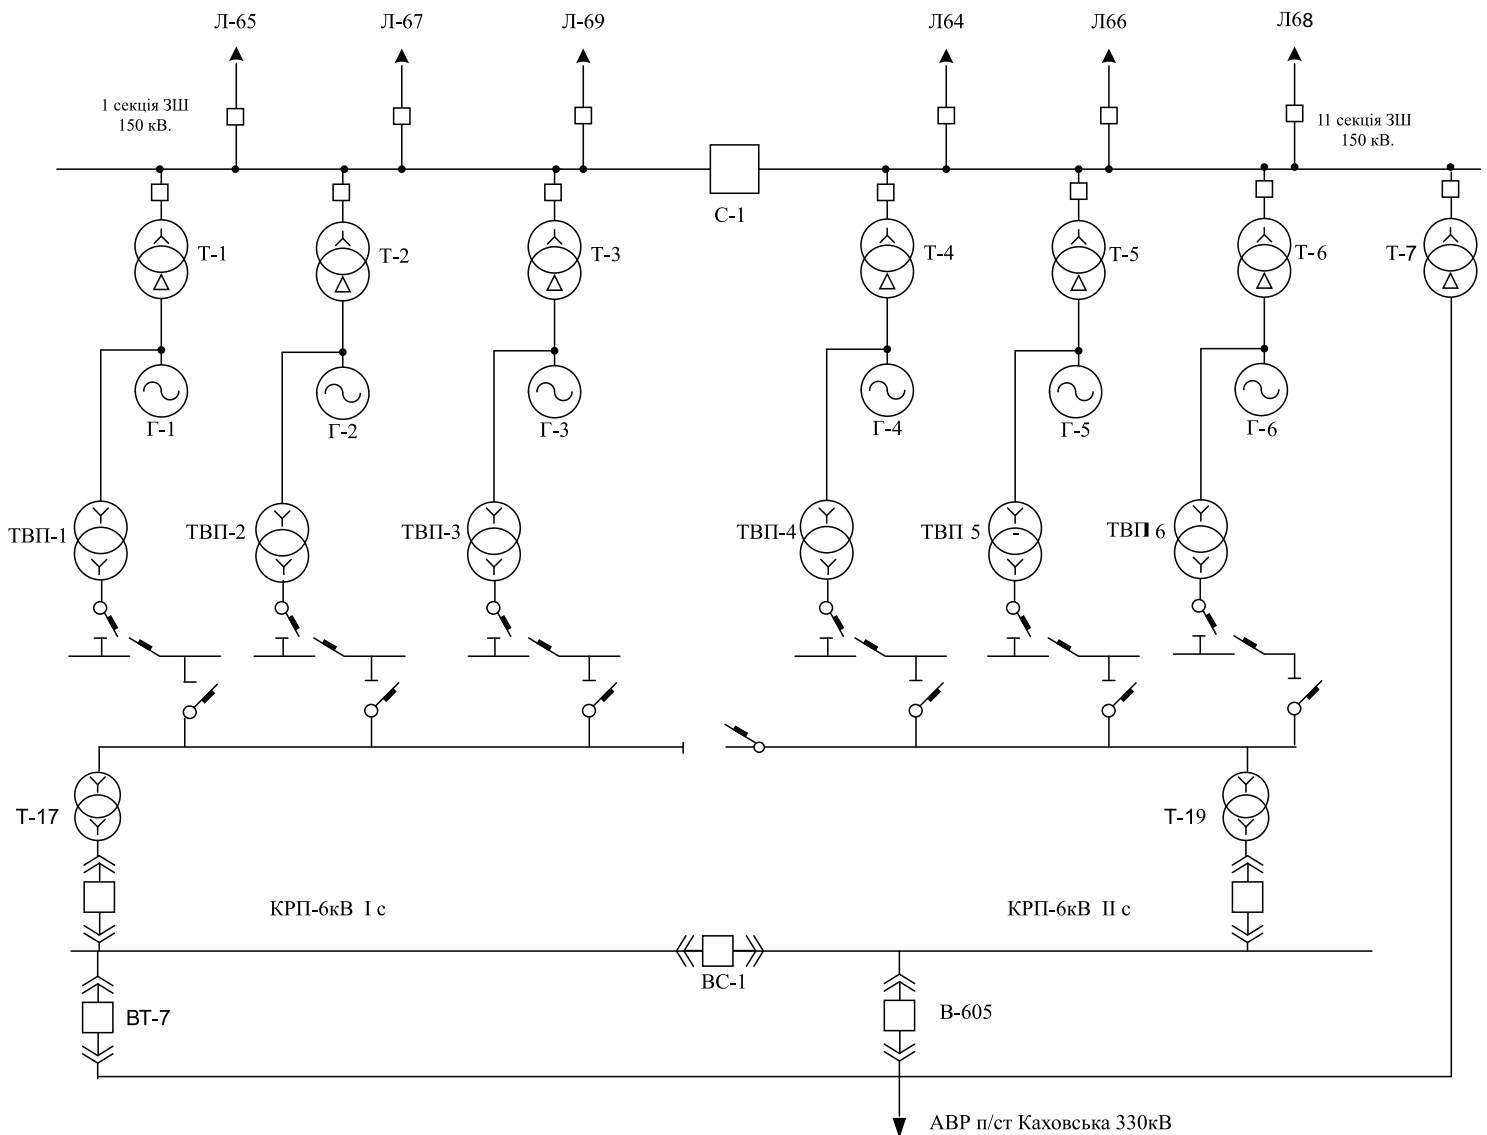 Л-65
Л-67
Л-69
Л64
Л66
Л68
1 секція ЗШ
150 кВ.
11 секція ЗШ
150 кВ.
С-1
Т-1
Т-2
Т-3
Т-4
Т-5
Т-6
Т-7
Г-1
Г-2
Г-3
Г-4
Г-5
Г-6
ТВП-1
ТВП-2
ТВП-3
ТВП-4
ТВП 5
-
ТВП 6
Т-17
Т-19
КРП-6кВ I с
КРП-6кВ II с
ВС-1
ВТ-7
В-605
АВР п/ст Каховська 330кВ